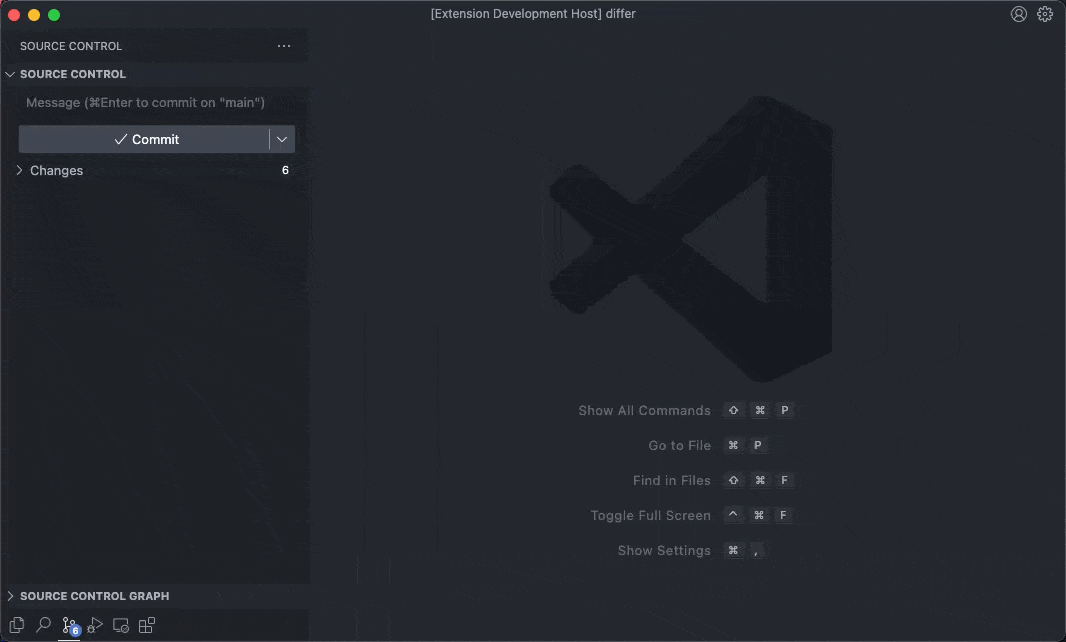 [Extension Development Host] differ
SOURCE CONTROL ...
SOURCE CONTROL
Message (⌘Enter to commit on "main")
Commit
Changes 6
Show All Commands ⇧ ⌘ P
Go to File ⌘ P
Find in Files ⇧ ⌘ F
Toggle Full Screen ^ ⌘ F
Show Settings ⌘ ,
SOURCE CONTROL GRAPH
6